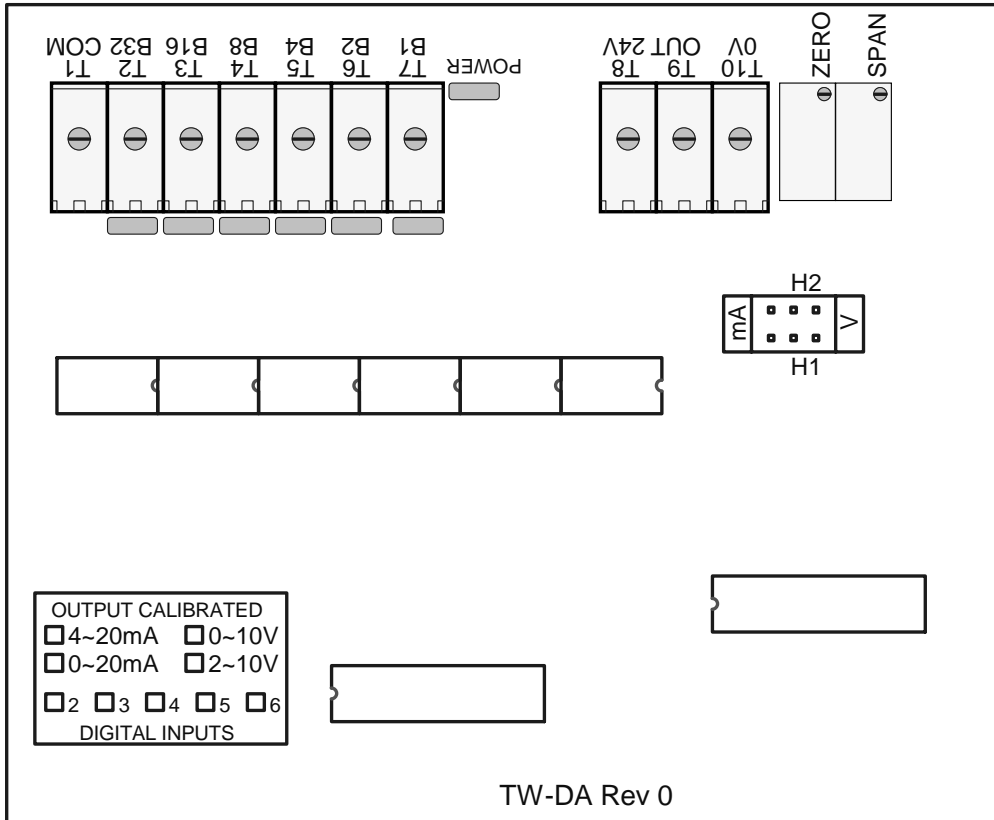 COM B32 B16 B8 B4 B2 B1
T1 T2 T3 T4 T5 T6 T7
POWER
24V OUT 0V
T8 T9 T10
ZERO
SPAN
H2
mA
V
H1
OUTPUT CALIBRATED
4~20mA 0~10V
0~20mA 2~10V
2 3 4 5 6
DIGITAL INPUTS
TW-DA Rev 0